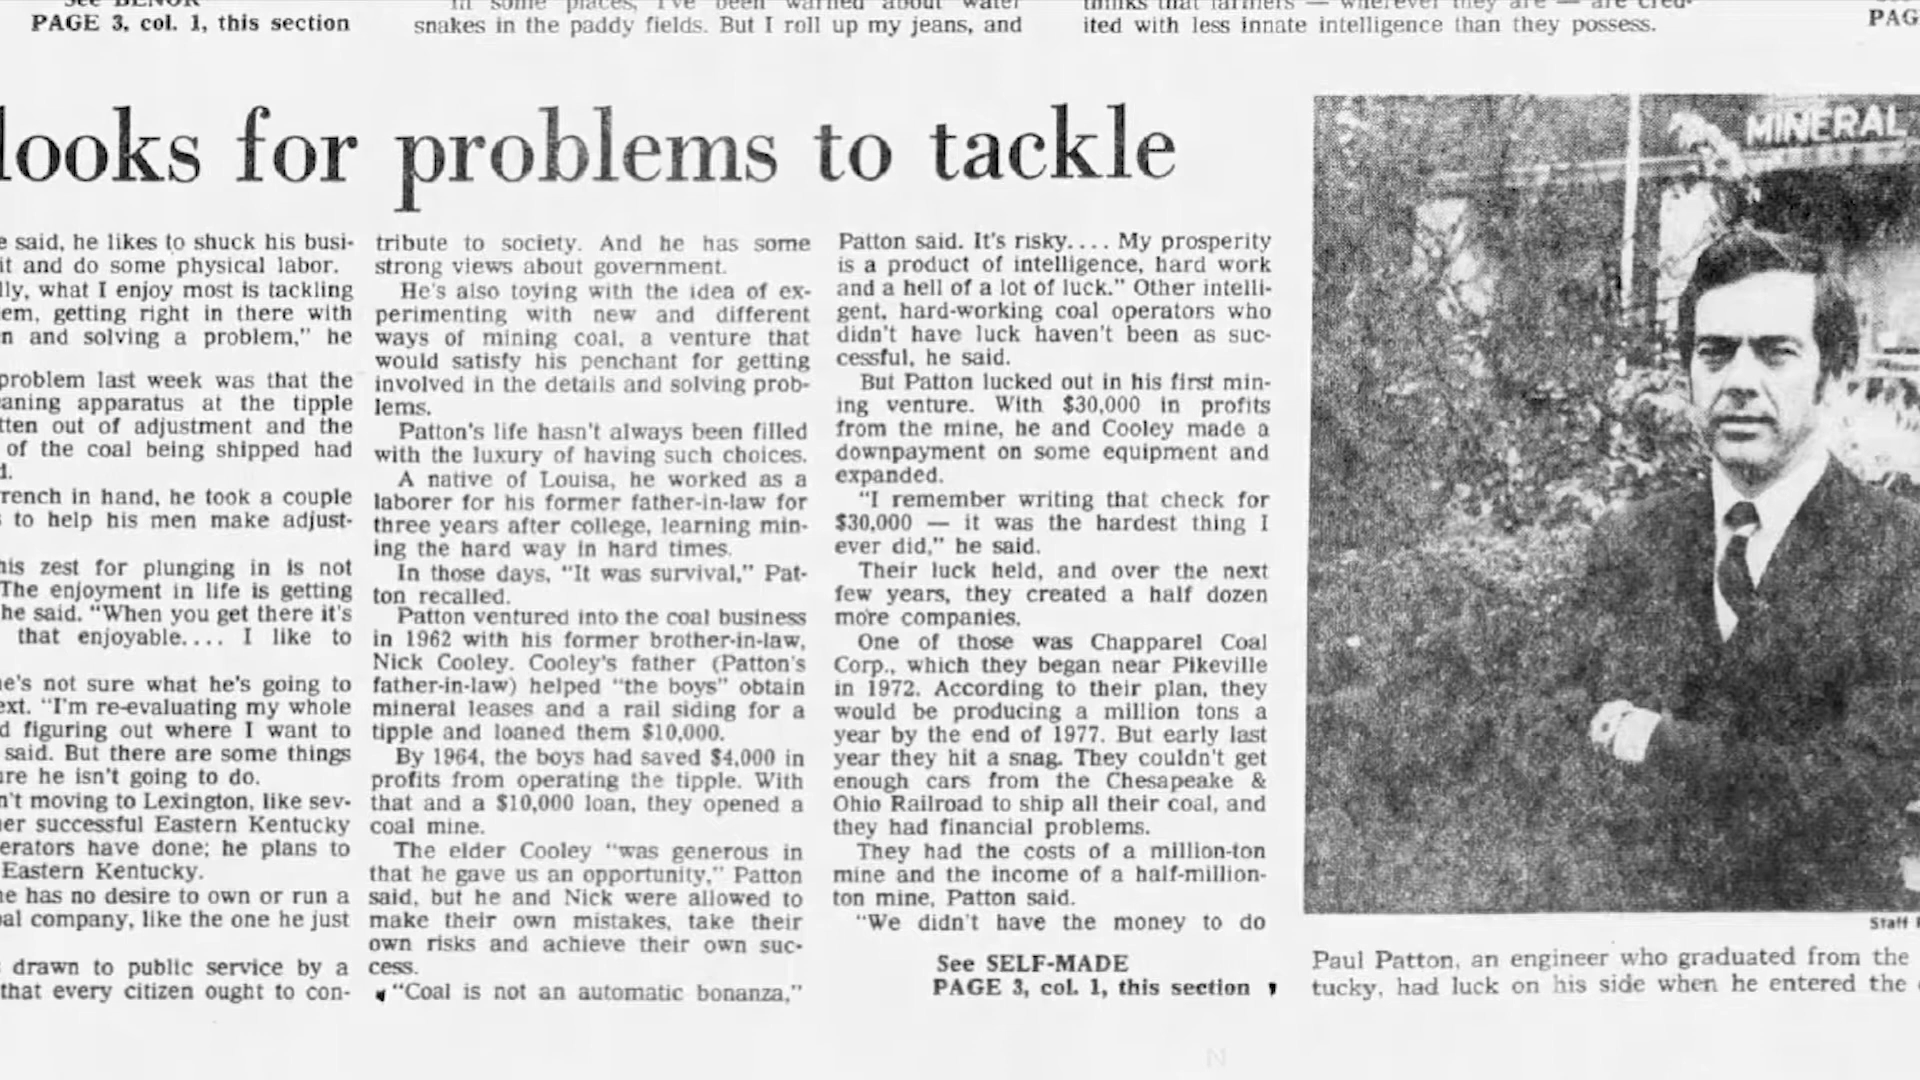 PAGE 3, col. 1, this section
snakes in the paddy fields. But I roll up my jeans, and
ited with less innate intelligence than they possess.
PAG
looks for problems to tackle
e said, he likes to shuck his busi-
it and do some physical labor.
lly, what I enjoy most is tackling
em, getting right in there with
n and solving a problem," he
problem last week was that the
aning apparatus at the tipple
tten out of adjustment and the
of the coal being shipped had
d.
rench in hand, he took a couple
to help his men make adjust-
his zest for plunging in is not
The enjoyment in life is getting
he said. "When you get there it's
that enjoyable.... I like to
he's not sure what he's going to
ext. "I'm re-evaluating my whole
d figuring out where I want to
said. But there are some things
ure he isn't going to do.
n't moving to Lexington, like sev-
er successful Eastern Kentucky
erators have done; he plans to
Eastern Kentucky.
he has no desire to own or run a
oal company, like the one he just
drawn to public service by a
that every citizen ought to con-
tribute to society. And he has some
strong views about government.
He's also toying with the idea of ex-
perimenting with new and different
ways of mining coal, a venture that
would satisfy his penchant for getting
involved in the details and solving prob-
lems.
Patton's life hasn't always been filled
with the luxury of having such choices.
A native of Louisa, he worked as a
laborer for his former father-in-law for
three years after college, learning min-
ing the hard way in hard times.
In those days, "It was survival," Pat-
ton recalled.
Patton ventured into the coal business
in 1962 with his former brother-in-law,
Nick Cooley. Cooley's father (Patton's
father-in-law) helped "the boys" obtain
mineral leases and a rail siding for a
tipple and loaned them $10,000.
By 1964, the boys had saved $4,000 in
profits from operating the tipple. With
that and a $10,000 loan, they opened a
coal mine.
The elder Cooley "was generous in
that he gave us an opportunity," Patton
said, but he and Nick were allowed to
make their own mistakes, take their
own risks and achieve their own suc-
cess.
"Coal is not an automatic bonanza,"
Patton said. It's risky.... My prosperity
is a product of intelligence, hard work
and a hell of a lot of luck." Other intelli-
gent, hard-working coal operators who
didn't have luck haven't been as suc-
cessful, he said.
But Patton lucked out in his first min-
ing venture. With $30,000 in profits
from the mine, he and Cooley made a
downpayment on some equipment and
expanded.
"I remember writing that check for
$30,000 — it was the hardest thing I
ever did," he said.
Their luck held, and over the next
few years, they created a half dozen
more companies.
One of those was Chapparel Coal
Corp., which they began near Pikeville
in 1972. According to their plan, they
would be producing a million tons a
year by the end of 1977. But early last
year they hit a snag. They couldn't get
enough cars from the Chesapeake &
Ohio Railroad to ship all their coal, and
they had financial problems.
They had the costs of a million-ton
mine and the income of a half-million-
ton mine, Patton said.
"We didn't have the money to do
See SELF-MADE
PAGE 3, col. 1, this section
MINERAL
Staff
Paul Patton, an engineer who graduated from the
tucky, had luck on his side when he entered the